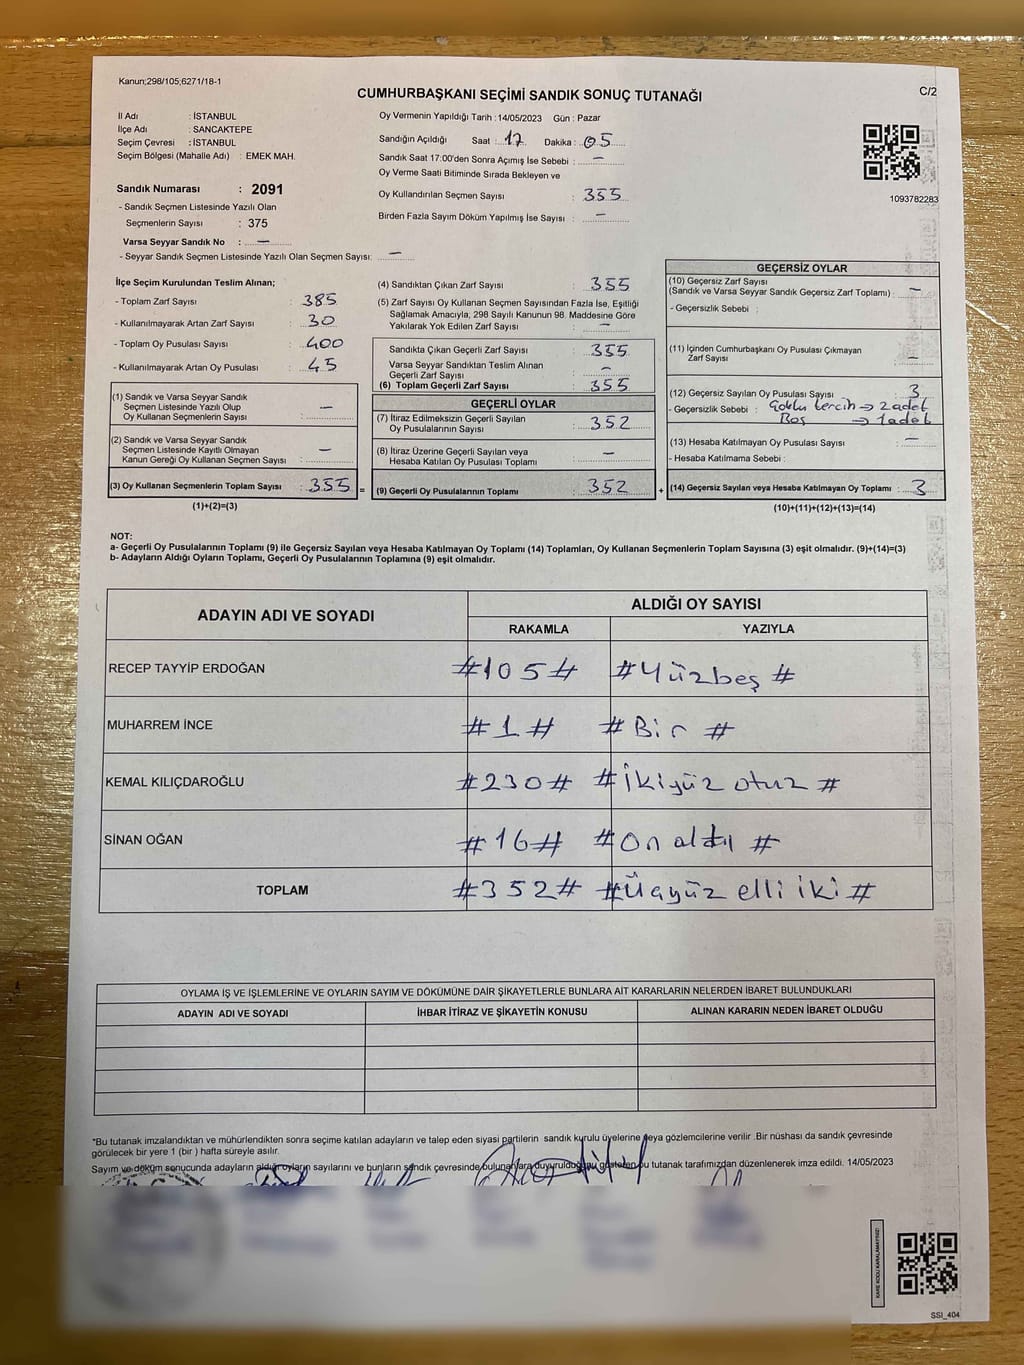 Kanun;298/105;6271/18-1
C/2
CUMHURBAŞKANI SEÇİMİ SANDIK SONUÇ TUTANAĞI
İl Adı : İSTANBUL
İlçe Adı : SANCAKTEPE
Seçim Çevresi : İSTANBUL
Seçim Bölgesi (Mahalle Adı) : EMEK MAH.
Sandık Numarası : 2091
- Sandık Seçmen Listesinde Yazılı Olan
Seçmenlerin Sayısı : 375
Varsa Seyyar Sandık No : —
- Seyyar Sandık Seçmen Listesinde Yazılı Olan Seçmen Sayısı: —
Oy Vermenin Yapıldığı Tarih :14/05/2023 Gün : Pazar
Sandığın Açıldığı Saat : 17 Dakika : 05
Sandık Saat 17:00'den Sonra Açımış İse Sebebi : —
Oy Verme Saati Bitiminde Sırada Bekleyen ve
Oy Kullandırılan Seçmen Sayısı : 355
Birden Fazla Sayım Döküm Yapılmış İse Sayısı : —
1093782283
İlçe Seçim Kurulundan Teslim Alınan;
- Toplam Zarf Sayısı : 385
- Kullanılmayarak Artan Zarf Sayısı : 30
- Toplam Oy Pusulası Sayısı : 400
- Kullanılmayarak Artan Oy Pusulası : 45
(1) Sandık ve Varsa Seyyar Sandık
Seçmen Listesinde Yazılı Olup
Oy Kullanan Seçmenlerin Sayısı : —
(2) Sandık ve Varsa Seyyar Sandık
Seçmen Listesinde Kayıtlı Olmayan
Kanun Gereği Oy Kullanan Seçmen Sayısı : —
(3) Oy Kullanan Seçmenlerin Toplam Sayısı : 355
(1)+(2)=(3)
(4) Sandıktan Çıkan Zarf Sayısı : 355
(5) Zarf Sayısı Oy Kullanan Seçmen Sayısından Fazla İse, Eşitliği
Sağlamak Amacıyla; 298 Sayılı Kanunun 98. Maddesine Göre
Yakılarak Yok Edilen Zarf Sayısı : —
Sandıkta Çıkan Geçerli Zarf Sayısı : 355
Varsa Seyyar Sandıktan Teslim Alınan
Geçerli Zarf Sayısı : —
(6) Toplam Geçerli Zarf Sayısı : 355
GEÇERLİ OYLAR
(7) İtiraz Edilmeksizin Geçerli Sayılan
Oy Pusulalarının Sayısı : 352
(8) İtiraz Üzerine Geçerli Sayılan veya
Hesaba Katılan Oy Pusulası Toplamı : —
= (9) Geçerli Oy Pusulalarının Toplamı : 352
GEÇERSİZ OYLAR
(10) Geçersiz Zarf Sayısı
(Sandık ve Varsa Seyyar Sandık Geçersiz Zarf Toplamı) : —
- Geçersizlik Sebebi :
(11) İçinden Cumhurbaşkanı Oy Pusulası Çıkmayan
Zarf Sayısı : —
(12) Geçersiz Sayılan Oy Pusulası Sayısı : 3
- Geçersizlik Sebebi : Çoklu tercih → 2 adet
Boş → 1 adet
(13) Hesaba Katılmayan Oy Pusulası Sayısı : —
- Hesaba Katılmama Sebebi :
+ (14) Geçersiz Sayılan veya Hesaba Katılmayan Oy Toplamı : 3
(10)+(11)+(12)+(13)=(14)
NOT:
a- Geçerli Oy Pusulalarının Toplamı (9) ile Geçersiz Sayılan veya Hesaba Katılmayan Oy Toplamı (14) Toplamları, Oy Kullanan Seçmenlerin Toplam Sayısına (3) eşit olmalıdır. (9)+(14)=(3)
b- Adayların Aldığı Oyların Toplamı, Geçerli Oy Pusulalarının Toplamına (9) eşit olmalıdır.
ADAYIN ADI VE SOYADI
ALDIĞI OY SAYISI
RAKAMLA YAZIYLA
RECEP TAYYİP ERDOĞAN #105# #Yüzbeş #
MUHARREM İNCE #1# #Bir #
KEMAL KILIÇDAROĞLU #230# #İkiyüz otuz #
SİNAN OĞAN #16# #On altı #
TOPLAM #352# #Üçyüz elli iki #
OYLAMA İŞ VE İŞLEMLERİNE VE OYLARIN SAYIM VE DÖKÜMÜNE DAİR ŞİKAYETLERLE BUNLARA AİT KARARLARIN NELERDEN İBARET BULUNDUKLARI
ADAYIN ADI VE SOYADI İHBAR İTİRAZ VE ŞİKAYETİN KONUSU ALINAN KARARIN NEDEN İBARET OLDUĞU
*Bu tutanak imzalandıktan ve mühürlendikten sonra seçime katılan adayların ve talep eden siyasi partilerin sandık kurulu üyelerine veya gözlemcilerine verilir .Bir nüshası da sandık çevresinde
görülecek bir yere 1 (bir ) hafta süreyle asılır.
Sayım ve döküm sonucunda adayların aldığı oyların sayılarını ve bunların sandık çevresinde bulunanlara duyurulduğunu gösteren bu tutanak tarafımızdan düzenlenerek imza edildi. 14/05/2023
KARE KODU KARALAMAYINIZ!
SSI_404